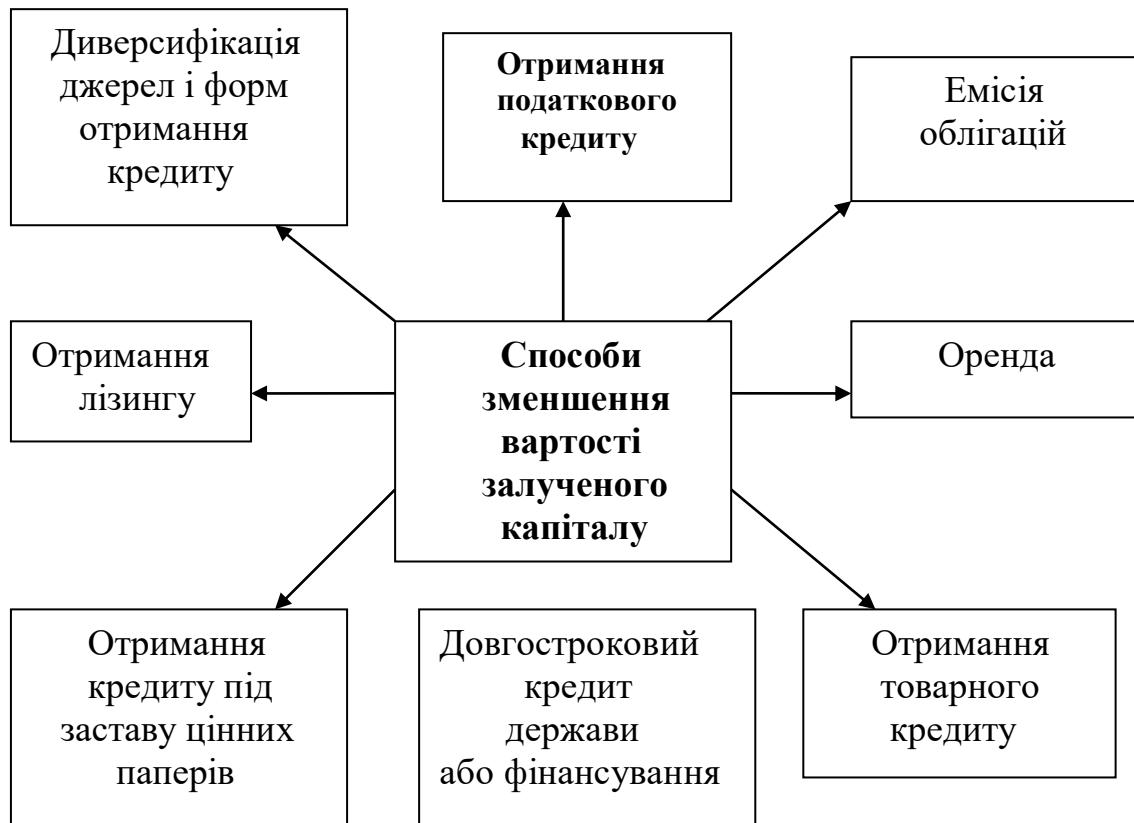 Диверсифікація
джерел і форм
отримання
кредиту
Отримання
податкового
кредиту
Емісія
облігацій
Отримання
лізингу
Способи
зменшення
вартості
залученого
капіталу
Оренда
Отримання
кредиту під
заставу цінних
паперів
Довгостроковий
кредит
держави
або фінансування
Отримання
товарного
кредиту